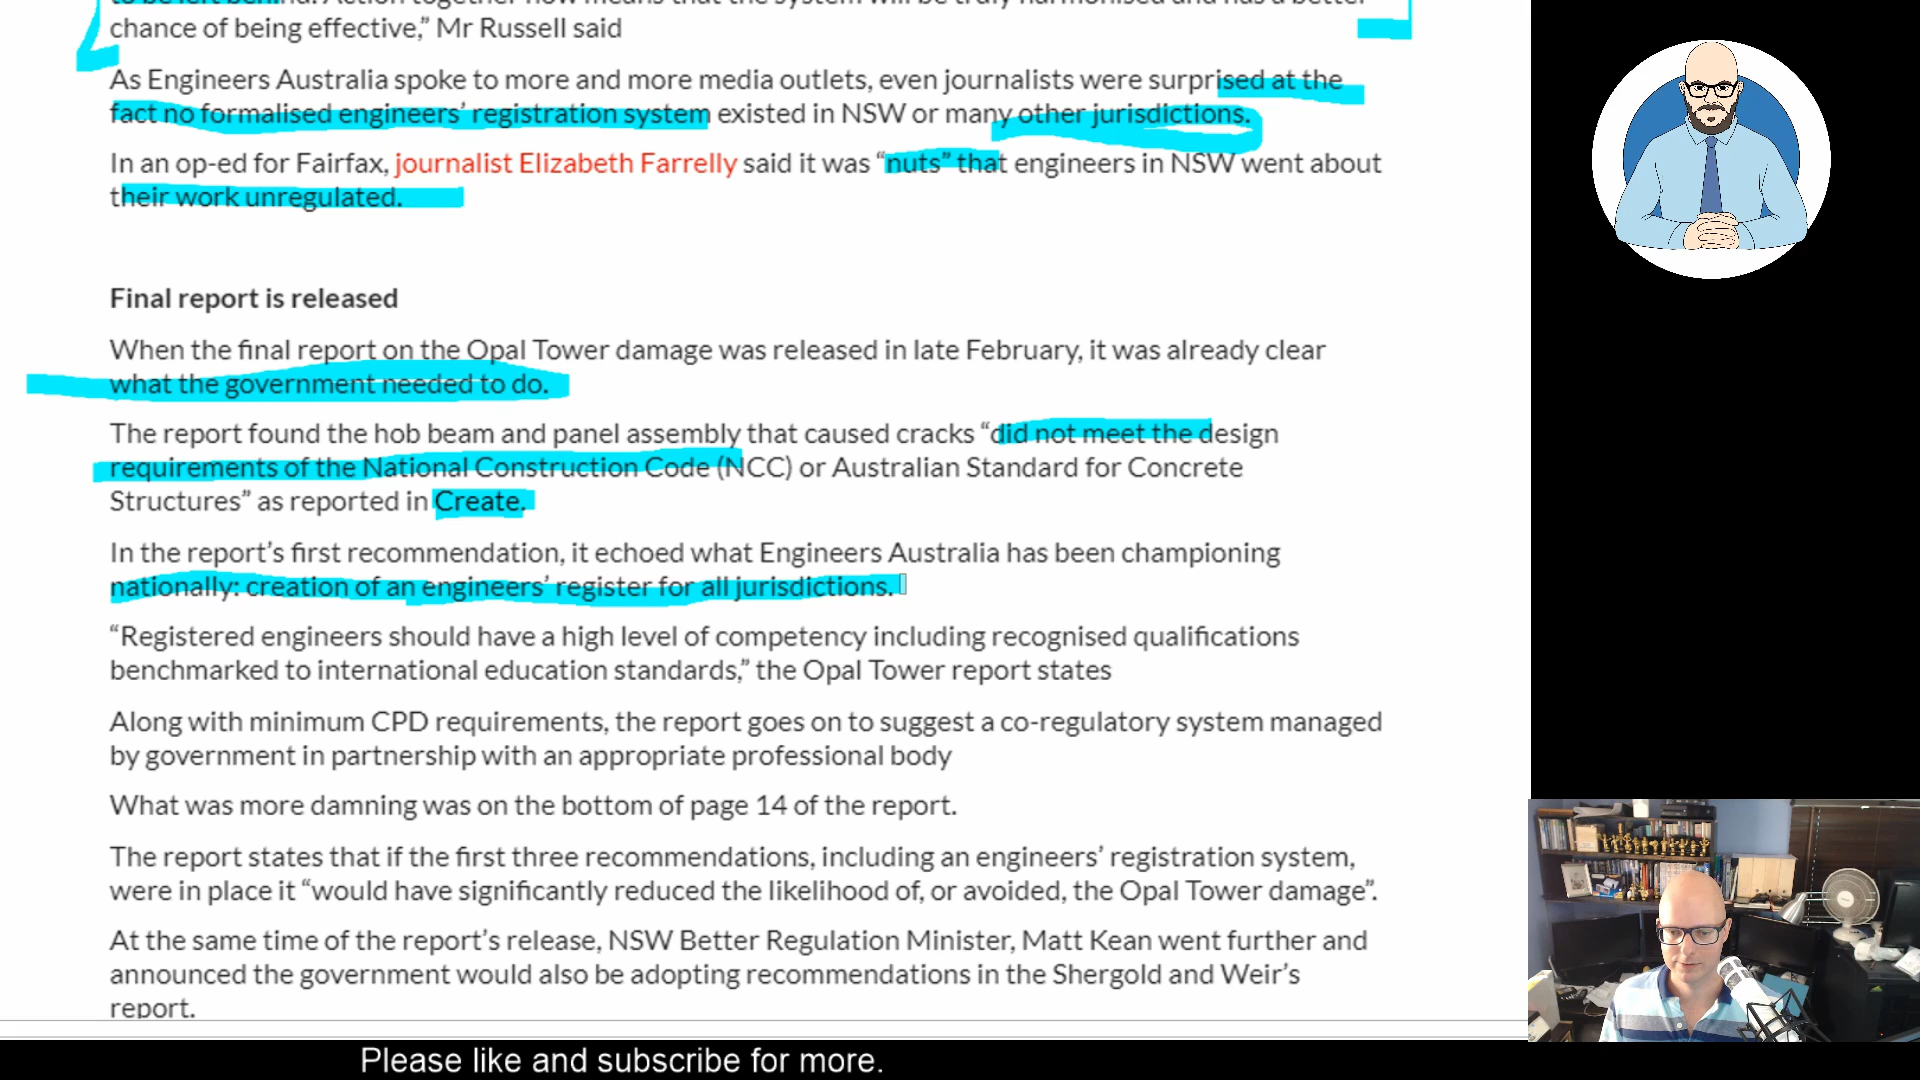 chance of being effective,” Mr Russell said
As Engineers Australia spoke to more and more media outlets, even journalists were surprised at the
fact no formalised engineers’ registration system existed in NSW or many other jurisdictions.
In an op-ed for Fairfax, journalist Elizabeth Farrelly said it was “nuts” that engineers in NSW went about
their work unregulated.
Final report is released
When the final report on the Opal Tower damage was released in late February, it was already clear
what the government needed to do.
The report found the hob beam and panel assembly that caused cracks “did not meet the design
requirements of the National Construction Code (NCC) or Australian Standard for Concrete
Structures” as reported in Create.
In the report’s first recommendation, it echoed what Engineers Australia has been championing
nationally: creation of an engineers’ register for all jurisdictions.
“Registered engineers should have a high level of competency including recognised qualifications
benchmarked to international education standards,” the Opal Tower report states
Along with minimum CPD requirements, the report goes on to suggest a co-regulatory system managed
by government in partnership with an appropriate professional body
What was more damning was on the bottom of page 14 of the report.
The report states that if the first three recommendations, including an engineers’ registration system,
were in place it “would have significantly reduced the likelihood of, or avoided, the Opal Tower damage”.
At the same time of the report’s release, NSW Better Regulation Minister, Matt Kean went further and
announced the government would also be adopting recommendations in the Shergold and Weir’s
report.
Please like and subscribe for more.